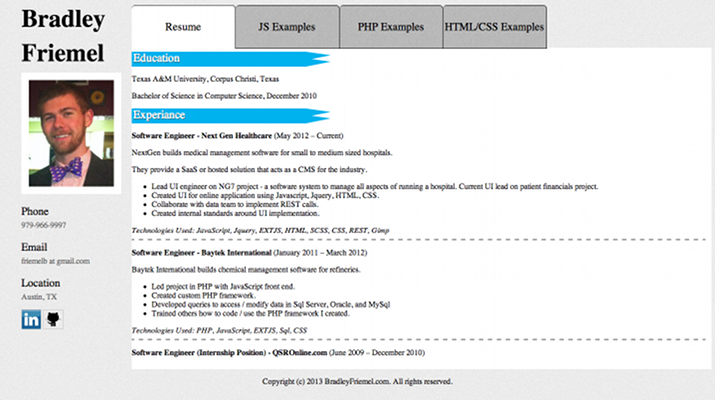 Bradley
Friemel
Phone
979-966-9997
Email
friemelb at gmail.com
Location
Austin, TX
in
Resume
JS Examples
PHP Examples
HTML/CSS Examples
Education
Texas A&M University, Corpus Christi, Texas
Bachelor of Science in Computer Science, December 2010
Experiance
Software Engineer - Next Gen Healthcare (May 2012 – Current)
NextGen builds medical management software for small to medium sized hospitals.
They provide a SaaS or hosted solution that acts as a CMS for the industry.
• Lead UI engineer on NG7 project - a software system to manage all aspects of running a hospital. Current UI lead on patient financials project.
• Created UI for online application using Javascript, Jquery, HTML, CSS.
• Collaborate with data team to implement REST calls.
• Created internal standards around UI implementation.
Technologies Used: JavaScript, Jquery, EXTJS, HTML, SCSS, CSS, REST, Gimp
Software Engineer - Baytek International (January 2011 – March 2012)
Baytek International builds chemical management software for refineries.
• Led project in PHP with JavaScript front end.
• Created custom PHP framework.
• Developed queries to access / modify data in Sql Server, Oracle, and MySql
• Trained others how to code / use the PHP framework I created.
Technologies Used: PHP, JavaScript, EXTJS, Sql, CSS
Software Engineer (Internship Position) - QSROnline.com (June 2009 – December 2010)
Copyright (c) 2013 BradleyFriemel.com. All rights reserved.